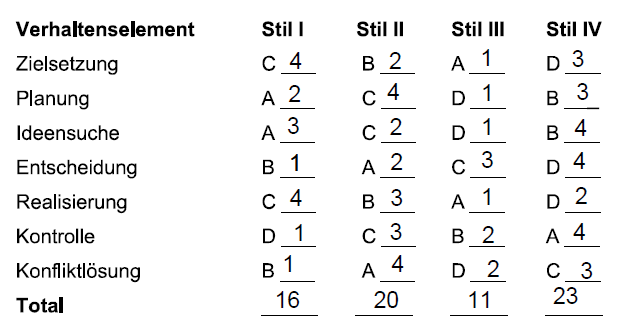 Verhaltenselement Stil I Stil II Stil III Stil IV
Zielsetzung C 4 B 2 A 1 D 3
Planung A 2 C 4 D 1 B 3
Ideensuche A 3 C 2 D 1 B 4
Entscheidung B 1 A 2 C 3 D 4
Realisierung C 4 B 3 A 1 D 2
Kontrolle D 1 C 3 B 2 A 4
Konfliktlösung B 1 A 4 D 2 C 3
Total 16 20 11 23